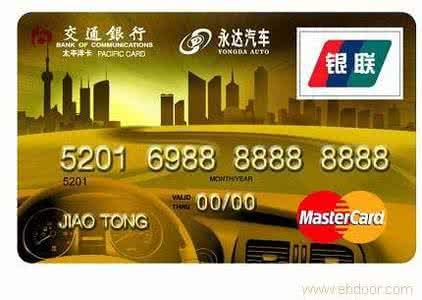 交通银行
BANK OF COMMUNICATIONS
太平洋卡 PACIFIC CARD
永达汽车
YONGDA AUTO
银联
5201 6988 8888 8888
5201
MONTH/YEAR
VALID THRU 00/00
JIAO TONG
MasterCard
www.ehdoor.com